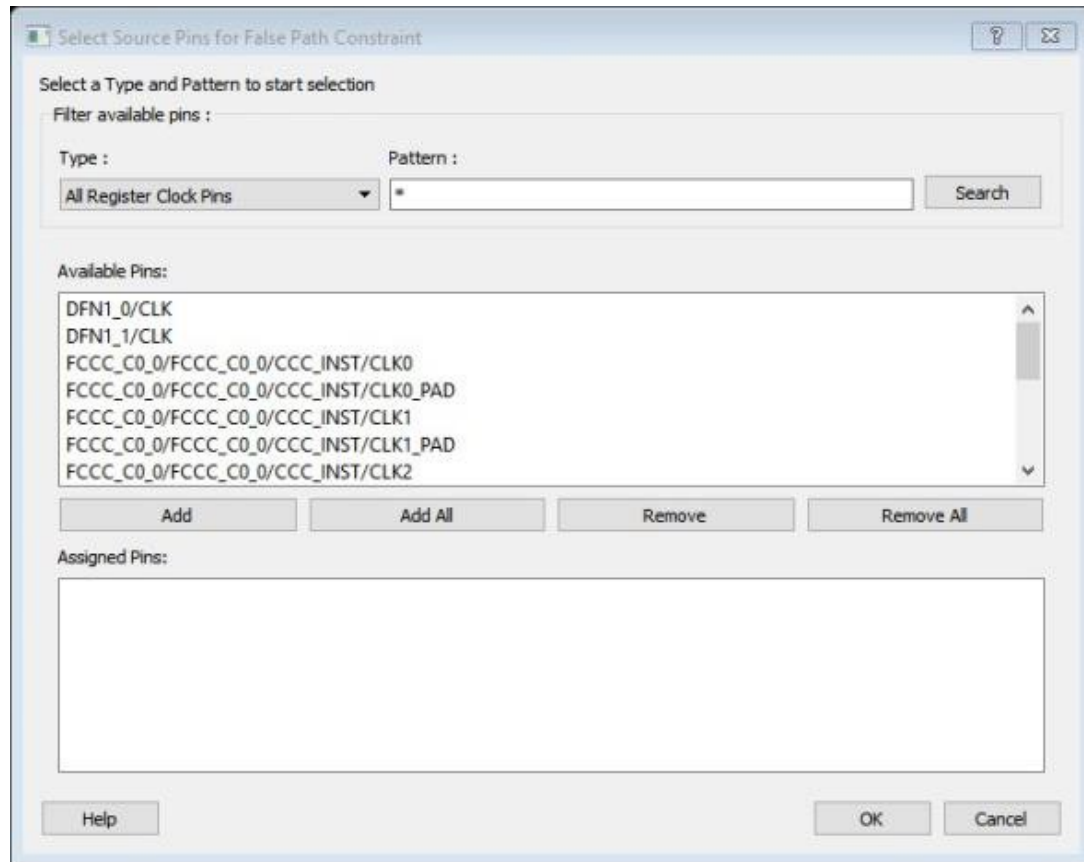 Select Source Pins for False Path Constraint
Select a Type and Pattern to start selection
Filter available pins :
Type :
Pattern :
All Register Clock Pins
*
Search
Available Pins:
DFN1_0/CLK
DFN1_1/CLK
FCCC_C0_0/FCCC_C0_0/CCC_INST/CLK0
FCCC_C0_0/FCCC_C0_0/CCC_INST/CLK0_PAD
FCCC_C0_0/FCCC_C0_0/CCC_INST/CLK1
FCCC_C0_0/FCCC_C0_0/CCC_INST/CLK1_PAD
FCCC_C0_0/FCCC_C0_0/CCC_INST/CLK2
Add
Add All
Remove
Remove All
Assigned Pins:
Help
OK
Cancel